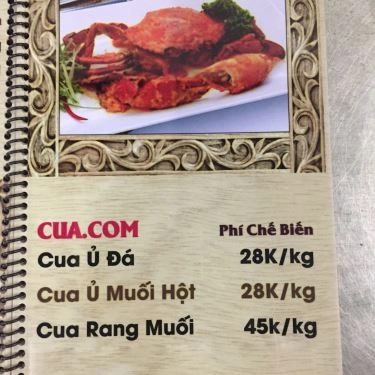 CUA.COM Phí Chế Biến
Cua Ủ Đá 28K/kg
Cua Ủ Muối Hột 28K/kg
Cua Rang Muối 45k/kg